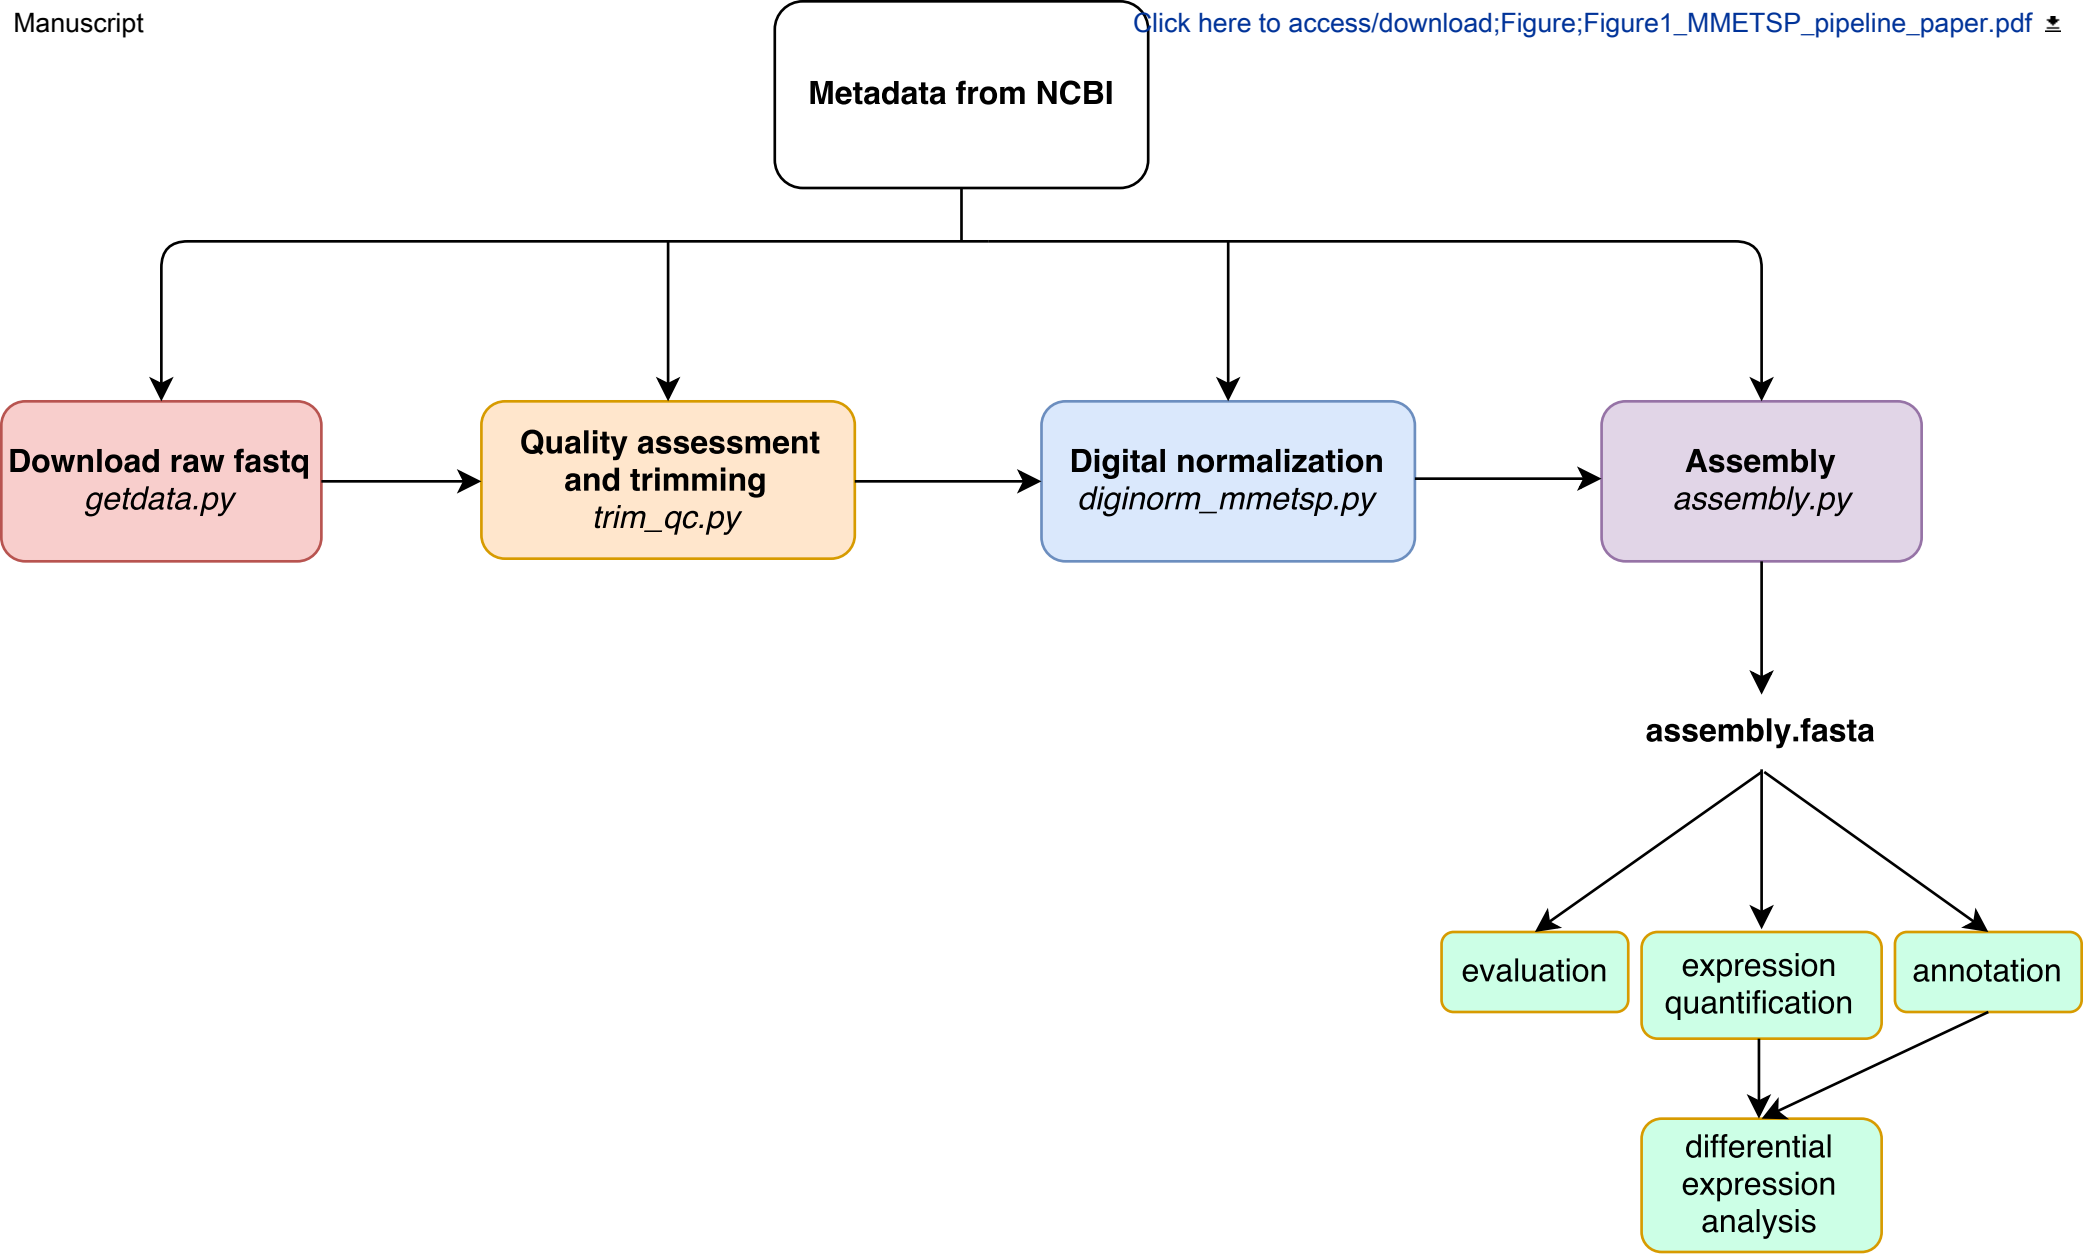 Manuscript
Click here to access/download;Figure;Figure1_MMETSP_pipeline_paper.pdf
Metadata from NCBI
Download raw fastq
getdata.py
Quality assessment
and trimming
trim_qc.py
Digital normalization
diginorm_mmetsp.py
Assembly
assembly.py
assembly.fasta
evaluation
expression
quantification
annotation
differential
expression
analysis